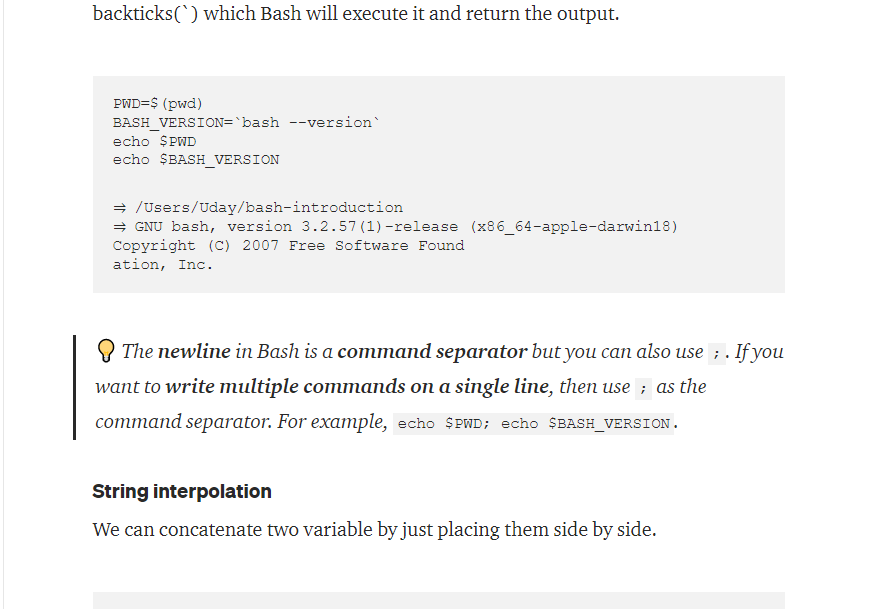 backticks(`) which Bash will execute it and return the output.
PWD=$(pwd)
BASH_VERSION=`bash --version`
echo $PWD
echo $BASH_VERSION
⇒ /Users/Uday/bash-introduction
⇒ GNU bash, version 3.2.57(1)-release (x86_64-apple-darwin18)
Copyright (C) 2007 Free Software Found
ation, Inc.
💡 The newline in Bash is a command separator but you can also use ; . If you
want to write multiple commands on a single line, then use ; as the
command separator. For example, echo $PWD; echo $BASH_VERSION.
String interpolation
We can concatenate two variable by just placing them side by side.